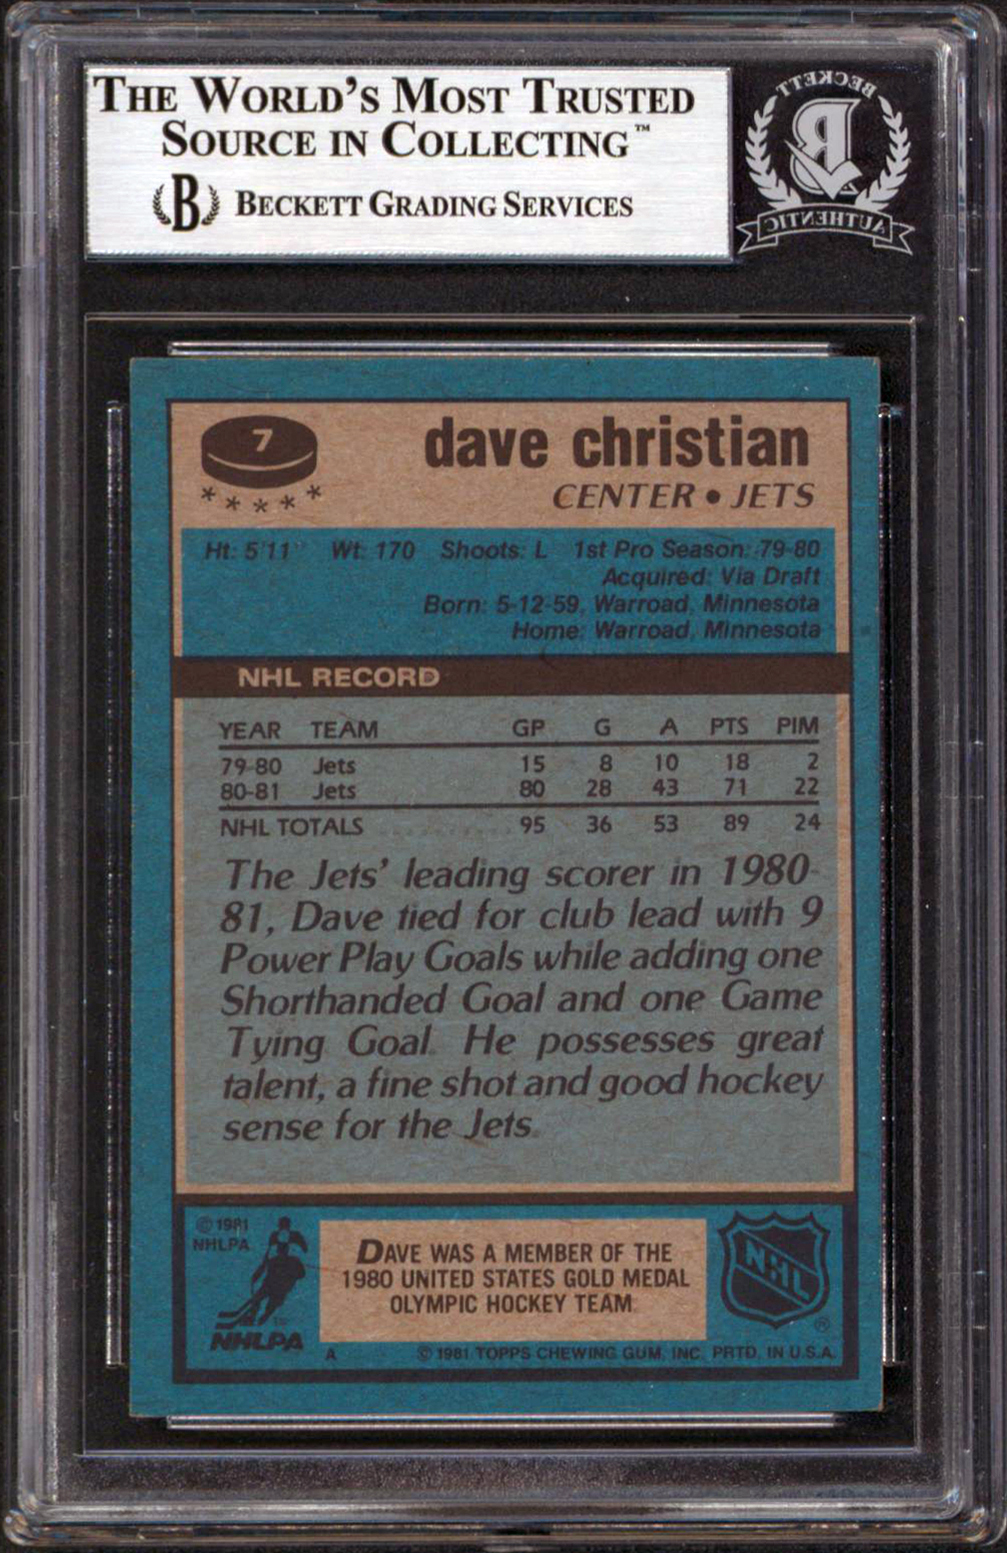 THE WORLD'S MOST TRUSTED
SOURCE IN COLLECTING™
B BECKETT GRADING SERVICES
BECKETT
B
AUTHENTIC
7
dave christian
CENTER • JETS
Ht: 5'11" Wt: 170 Shoots: L 1st Pro Season: 79-80
Acquired: Via Draft
Born: 5-12-59, Warroad, Minnesota
Home: Warroad, Minnesota
NHL RECORD
YEAR TEAM GP G A PTS PIM
79-80 Jets 15 8 10 18 2
80-81 Jets 80 28 43 71 22
NHL TOTALS 95 36 53 89 24
The Jets' leading scorer in 1980-
81, Dave tied for club lead with 9
Power Play Goals while adding one
Shorthanded Goal and one Game
Tying Goal. He possesses great
talent, a fine shot and good hockey
sense for the Jets.
© 1981
NHLPA
NHLPA
DAVE WAS A MEMBER OF THE
1980 UNITED STATES GOLD MEDAL
OLYMPIC HOCKEY TEAM.
NHL
®
A © 1981 TOPPS CHEWING GUM, INC. PRTD. IN U.S.A.